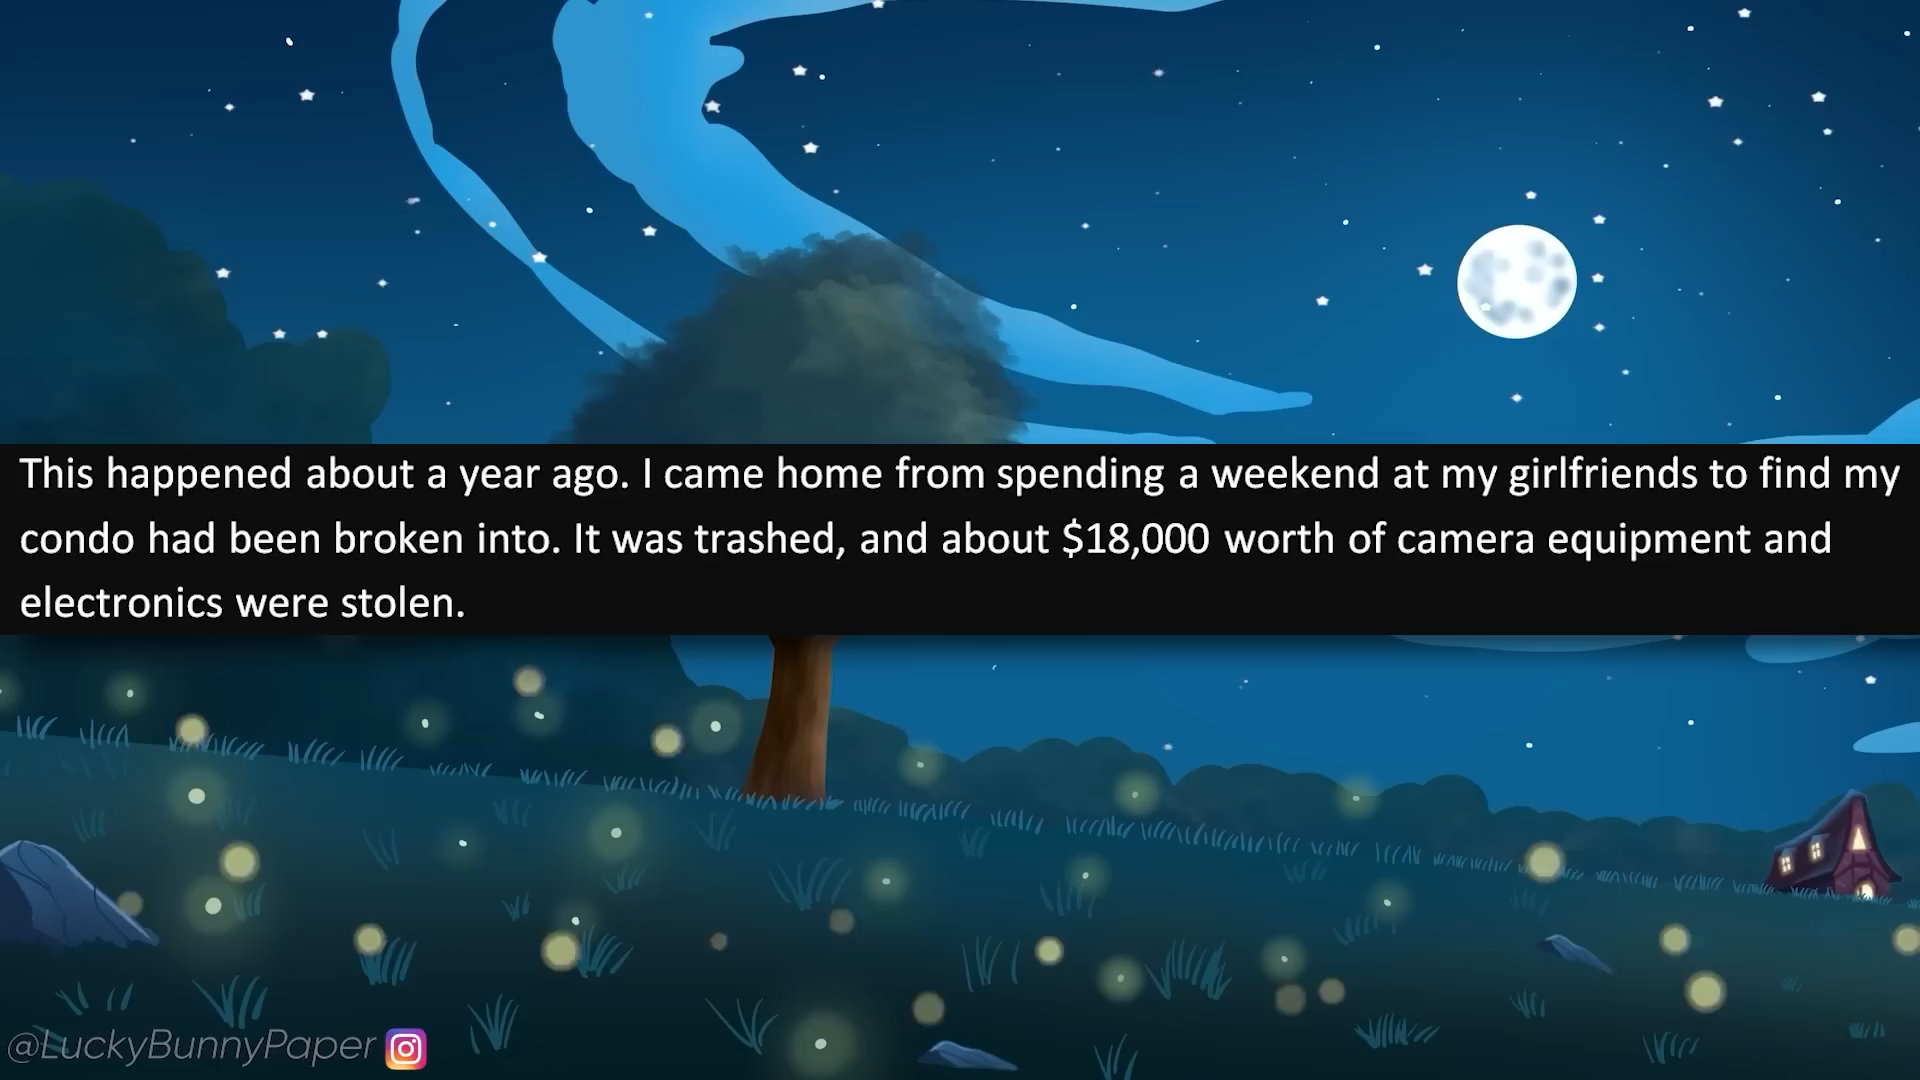 This happened about a year ago. I came home from spending a weekend at my girlfriends to find my
condo had been broken into. It was trashed, and about $18,000 worth of camera equipment and
electronics were stolen.
@LuckyBunnyPaper